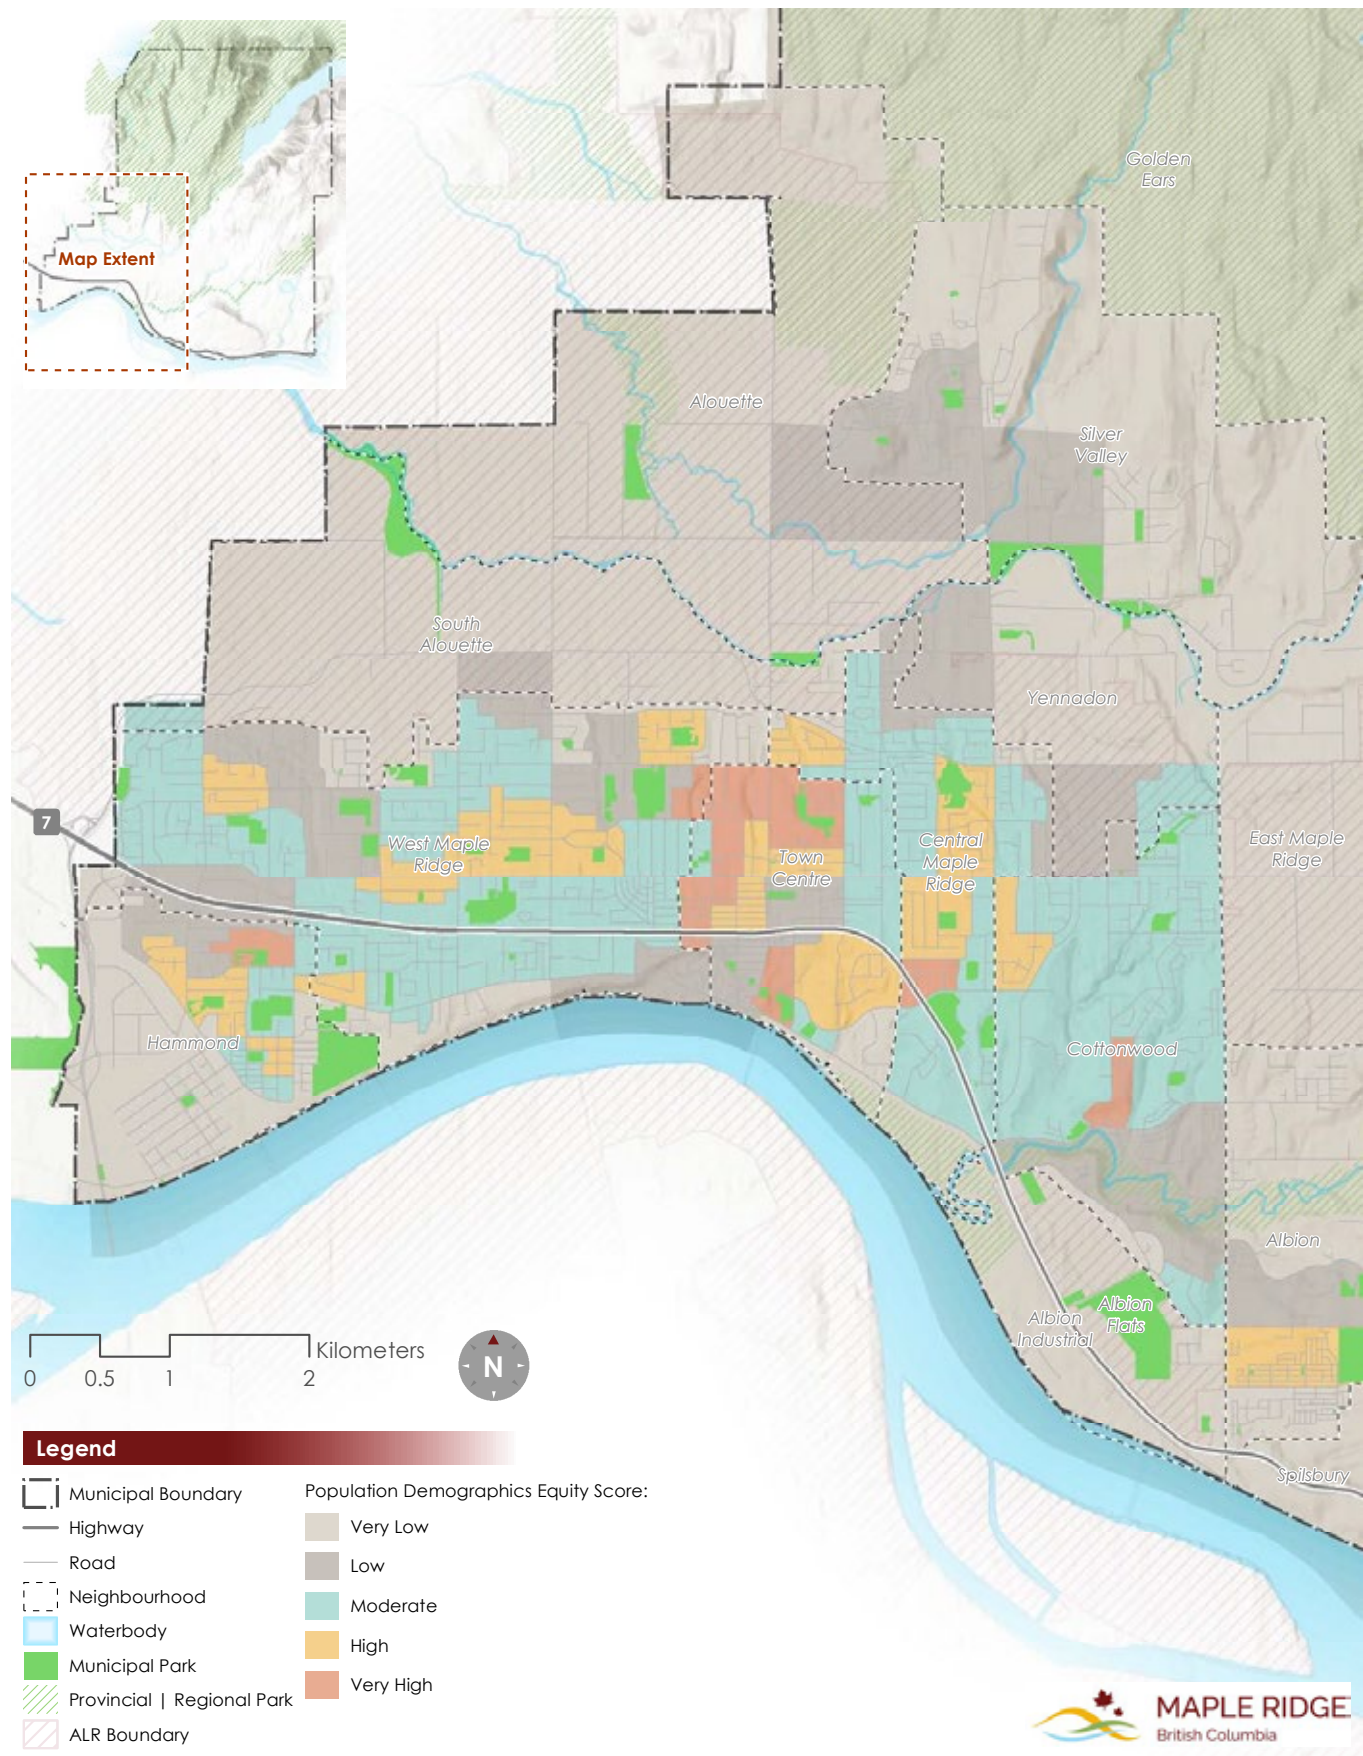 Map Extent
Golden
Ears
Alouette
Silver
Valley
South
Alouette
Yennadon
7
West Maple
Ridge
Town
Centre
Central
Maple
Ridge
East Maple
Ridge
Hammond
Cottonwood
Albion
Albion
Flats
Albion
Industrial
Spilsbury
Kilometers
0 0.5 1 2
N
Legend
Municipal Boundary
Highway
Road
Neighbourhood
Waterbody
Municipal Park
Provincial | Regional Park
ALR Boundary
Population Demographics Equity Score:
Very Low
Low
Moderate
High
Very High
MAPLE RIDGE
British Columbia